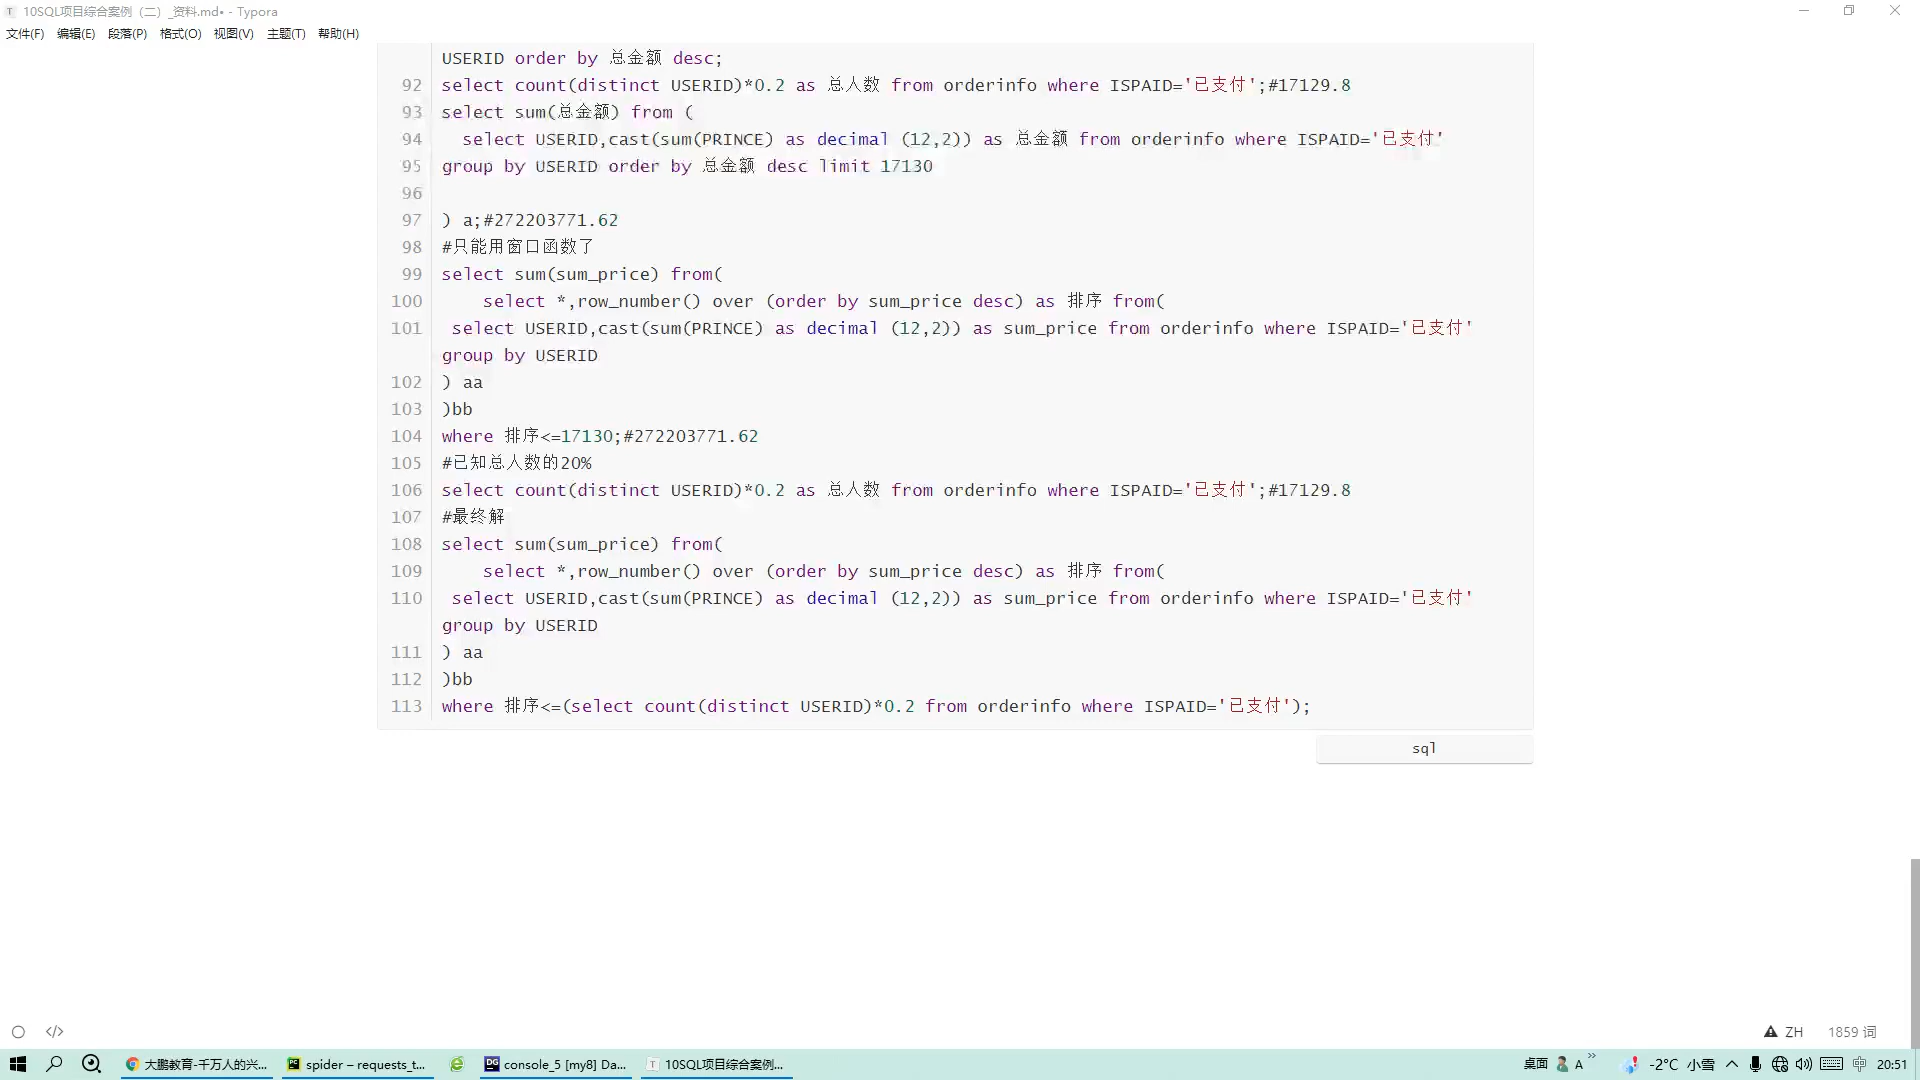 10SQL项目综合案例（二）_资料.md• - Typora
文件(F) 编辑(E) 段落(P) 格式(O) 视图(V) 主题(T) 帮助(H)
USERID order by 总金额 desc;
92 select count(distinct USERID)*0.2 as 总人数 from orderinfo where ISPAID='已支付';#17129.8
93 select sum(总金额) from (
94 select USERID,cast(sum(PRINCE) as decimal (12,2)) as 总金额 from orderinfo where ISPAID='已支付'
95 group by USERID order by 总金额 desc limit 17130
96
97 ) a;#272203771.62
98 #只能用窗口函数了
99 select sum(sum_price) from(
100 select *,row_number() over (order by sum_price desc) as 排序 from(
101 select USERID,cast(sum(PRINCE) as decimal (12,2)) as sum_price from orderinfo where ISPAID='已支付'
group by USERID
102 ) aa
103 )bb
104 where 排序<=17130;#272203771.62
105 #已知总人数的20%
106 select count(distinct USERID)*0.2 as 总人数 from orderinfo where ISPAID='已支付';#17129.8
107 #最终解
108 select sum(sum_price) from(
109 select *,row_number() over (order by sum_price desc) as 排序 from(
110 select USERID,cast(sum(PRINCE) as decimal (12,2)) as sum_price from orderinfo where ISPAID='已支付'
group by USERID
111 ) aa
112 )bb
113 where 排序<=(select count(distinct USERID)*0.2 from orderinfo where ISPAID='已支付');
sql
ZH 1859 词
大鹏教育-千万人的兴... spider – requests_t... console_5 [my8] Da... 10SQL项目综合案例... 桌面 A -2°C 小雪 中 20:51